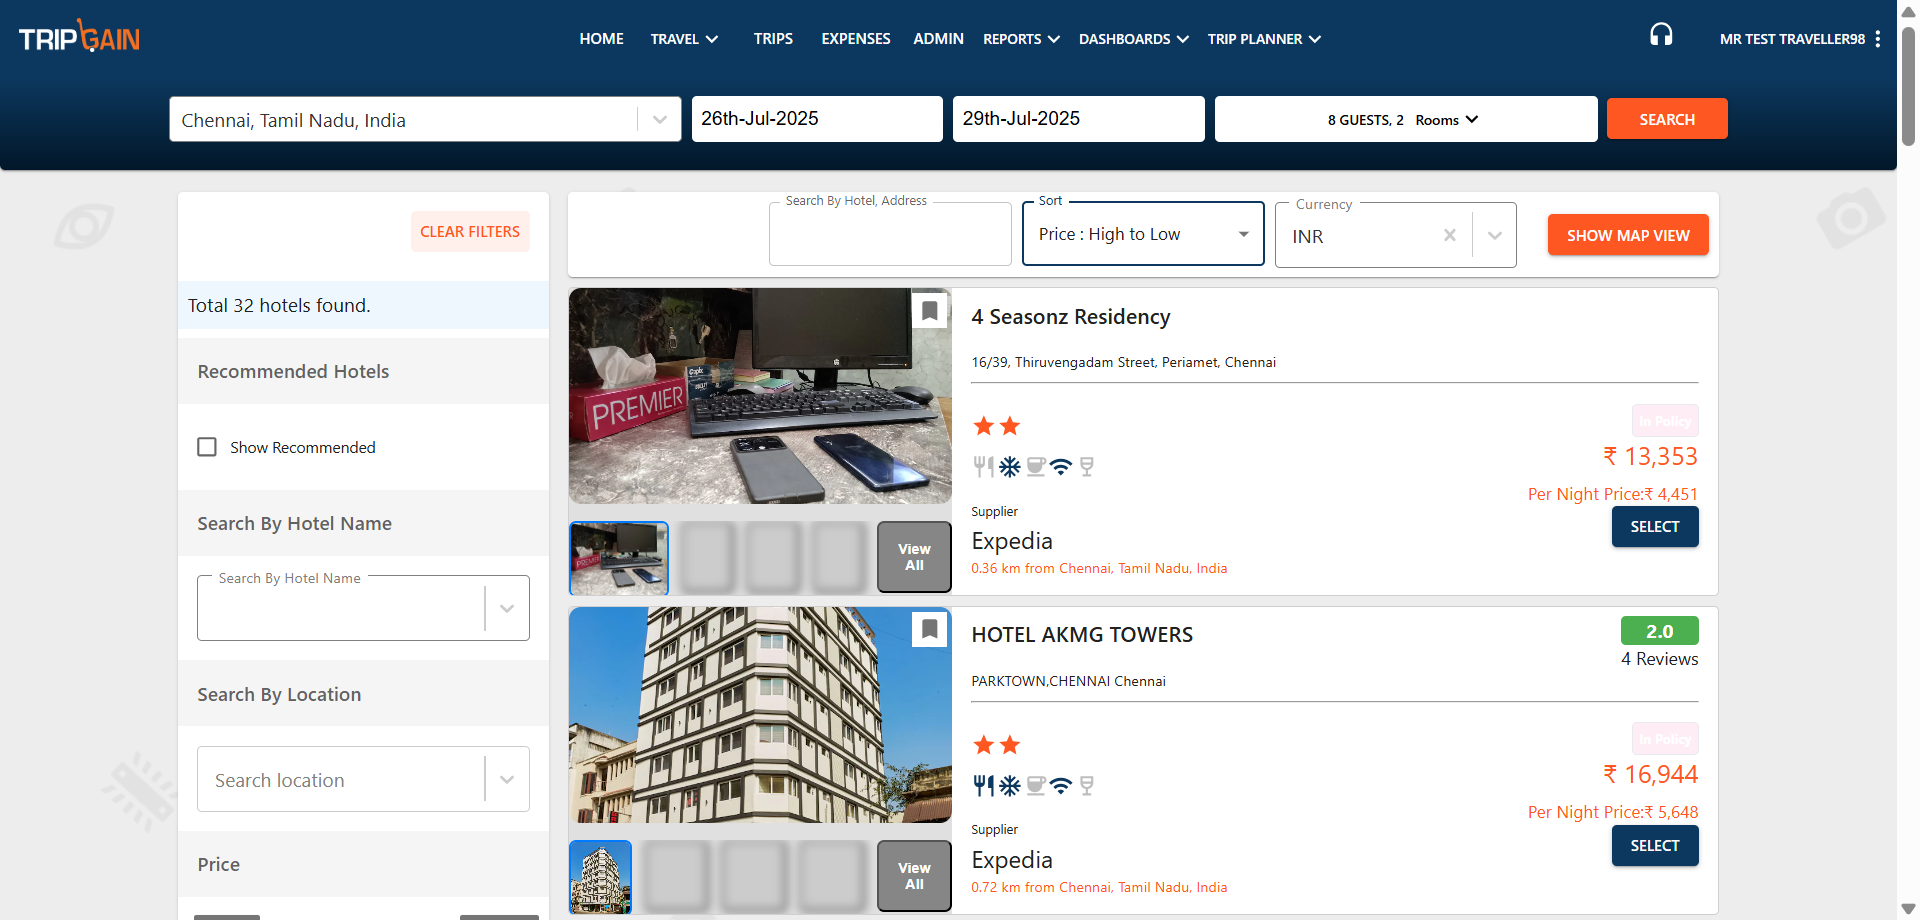 TRIPGAIN
HOME
TRAVEL
TRIPS
EXPENSES
ADMIN
REPORTS
DASHBOARDS
TRIP PLANNER
MR TEST TRAVELLER98
Chennai, Tamil Nadu, India
26th-Jul-2025
29th-Jul-2025
8 GUESTS, 2 Rooms
SEARCH
CLEAR FILTERS
Total 32 hotels found.
Recommended Hotels
Show Recommended
Search By Hotel Name
Search By Hotel Name
Search By Location
Search location
Price
Search By Hotel, Address
Sort
Price : High to Low
Currency
INR
SHOW MAP VIEW
PREMIER
View
All
4 Seasonz Residency
16/39, Thiruvengadam Street, Periamet, Chennai
In Policy
₹ 13,353
Per Night Price:₹ 4,451
SELECT
Supplier
Expedia
0.36 km from Chennai, Tamil Nadu, India
View
All
HOTEL AKMG TOWERS
2.0
4 Reviews
PARKTOWN,CHENNAI Chennai
In Policy
₹ 16,944
Per Night Price:₹ 5,648
SELECT
Supplier
Expedia
0.72 km from Chennai, Tamil Nadu, India